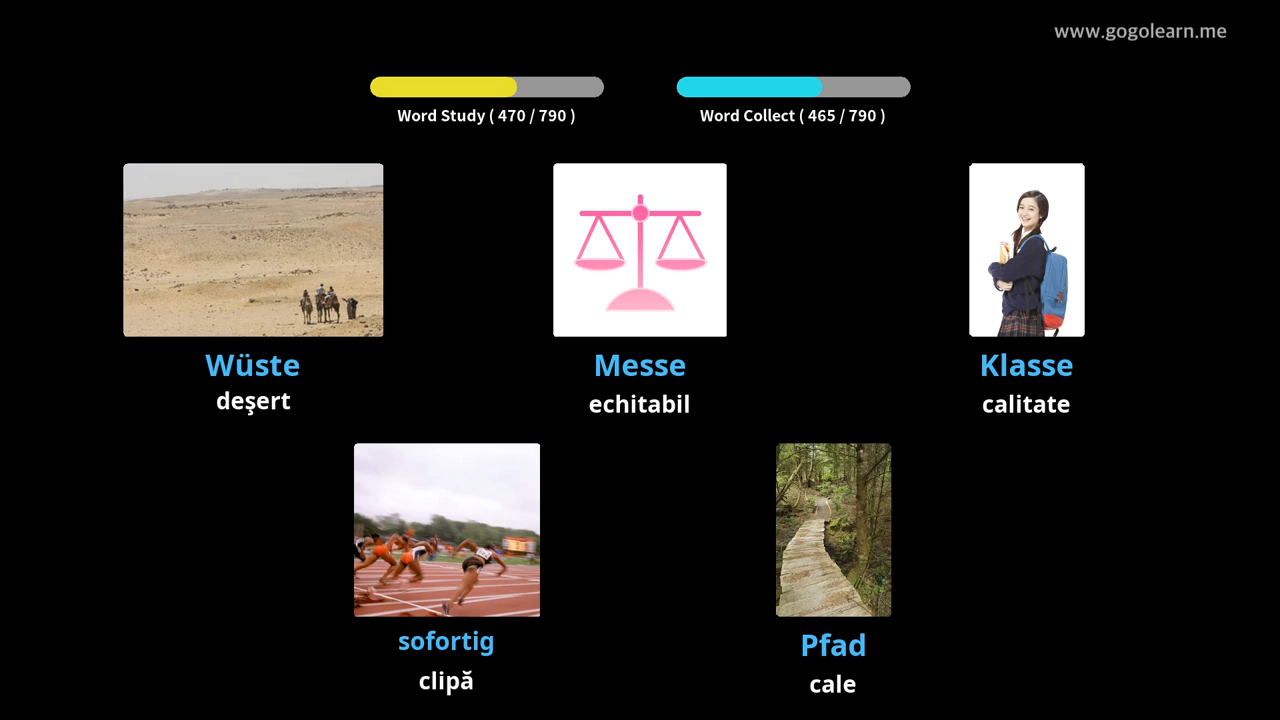 www.gogolearn.me
Word Study ( 470 / 790 )
Word Collect ( 465 / 790 )
Wüste
deşert
Messe
echitabil
Klasse
calitate
sofortig
clipă
Pfad
cale